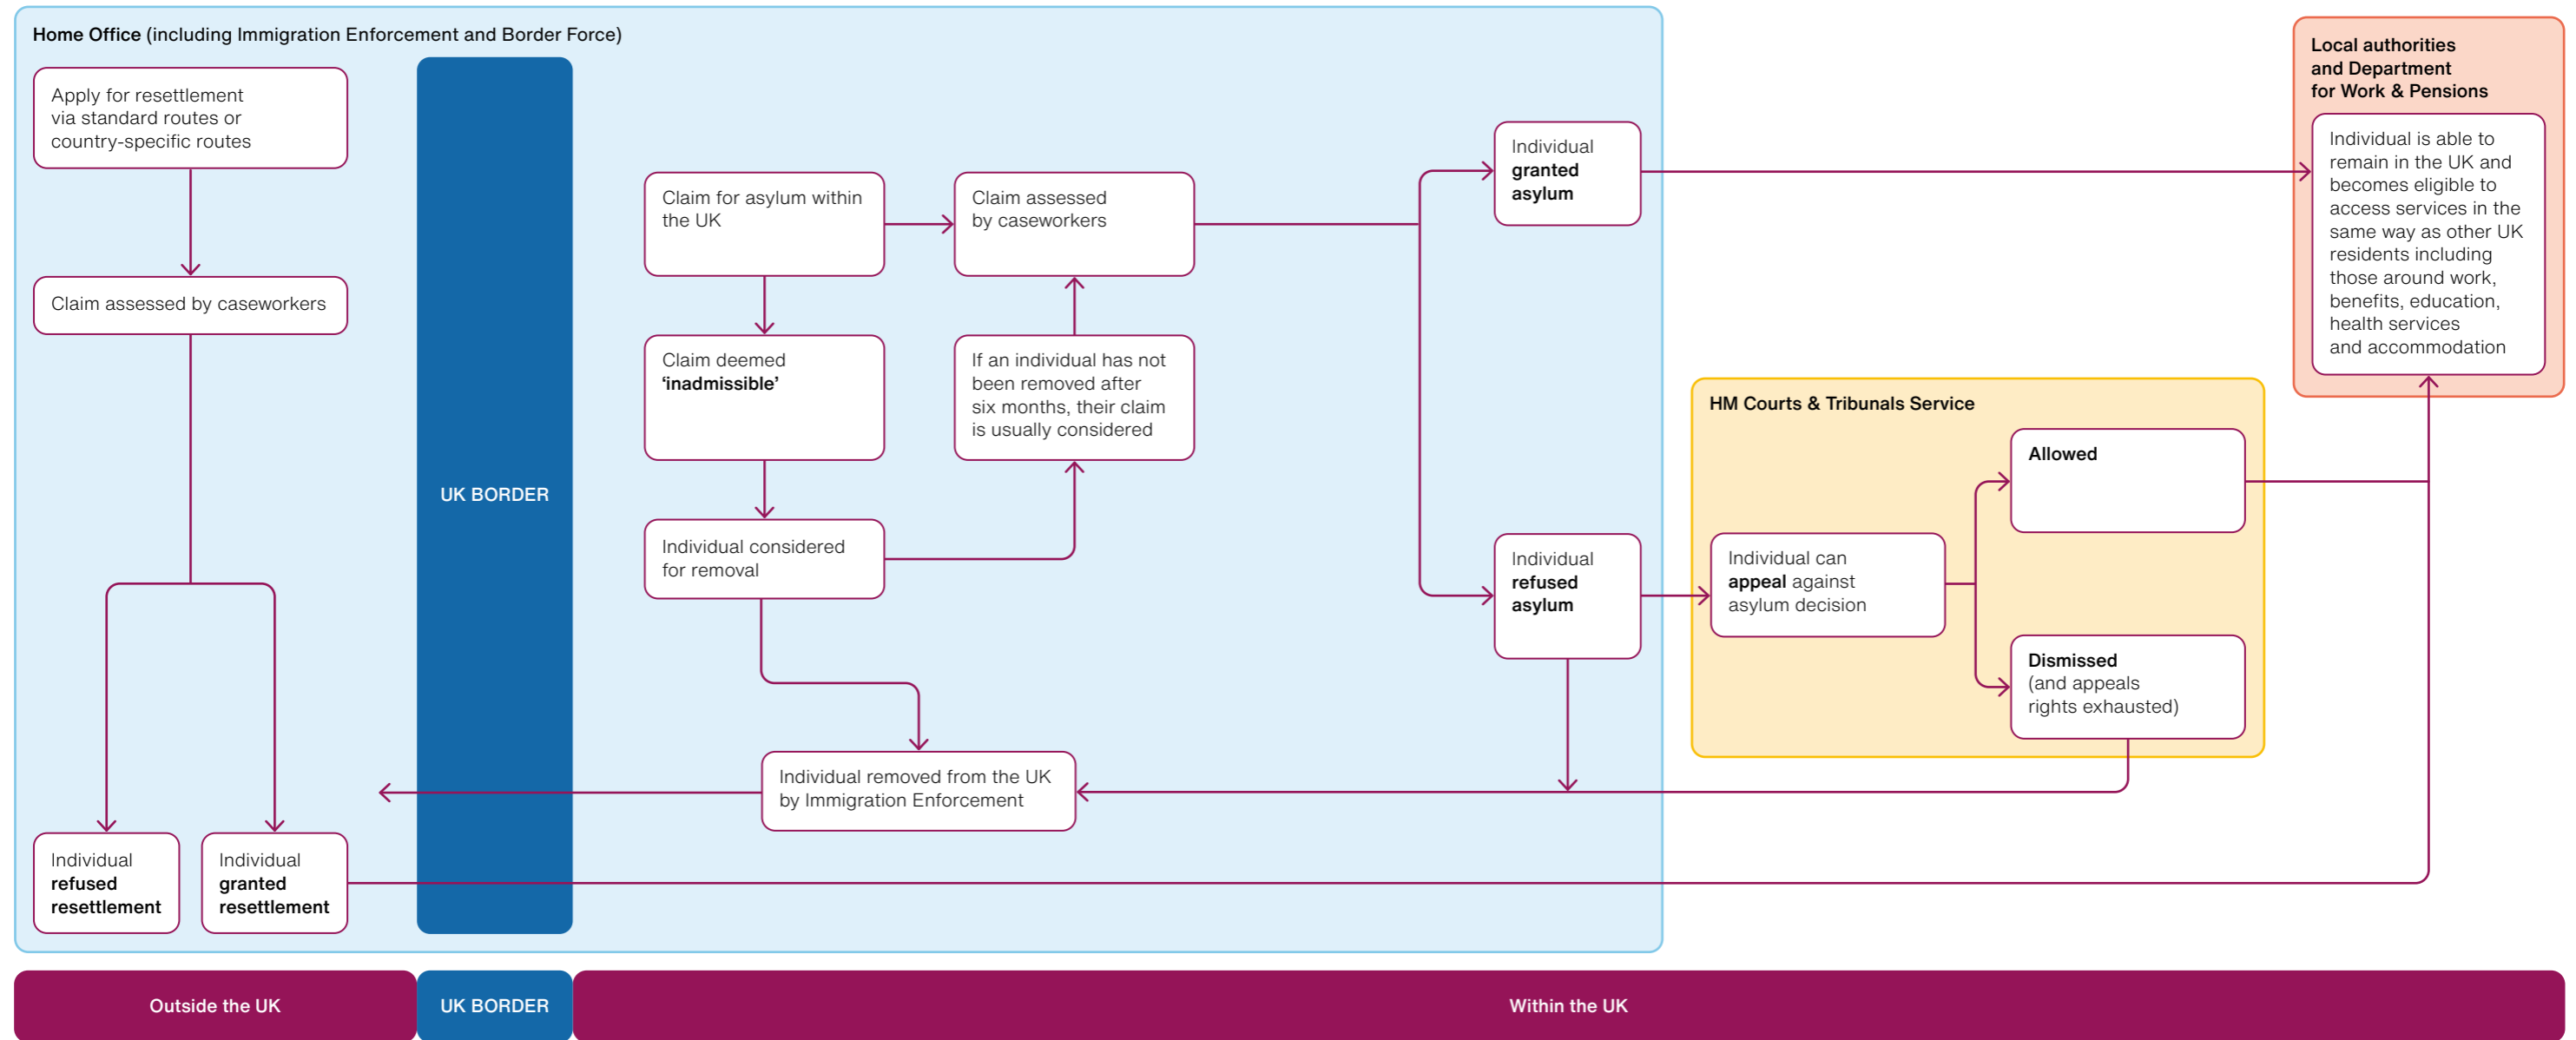 Home Office (including Immigration Enforcement and Border Force)
Apply for resettlement
via standard routes or
country-specific routes
Claim assessed by caseworkers
Individual
refused
resettlement
Individual
granted
resettlement
UK BORDER
Claim for asylum within
the UK
Claim assessed
by caseworkers
Claim deemed
‘inadmissible’
If an individual has not
been removed after
six months, their claim
is usually considered
Individual considered
for removal
Individual removed from the UK
by Immigration Enforcement
Individual
granted
asylum
Individual
refused
asylum
HM Courts & Tribunals Service
Individual can
appeal against
asylum decision
Allowed
Dismissed
(and appeals
rights exhausted)
Local authorities
and Department
for Work & Pensions
Individual is able to
remain in the UK and
becomes eligible to
access services in the
same way as other UK
residents including
those around work,
benefits, education,
health services
and accommodation
Outside the UK
UK BORDER
Within the UK